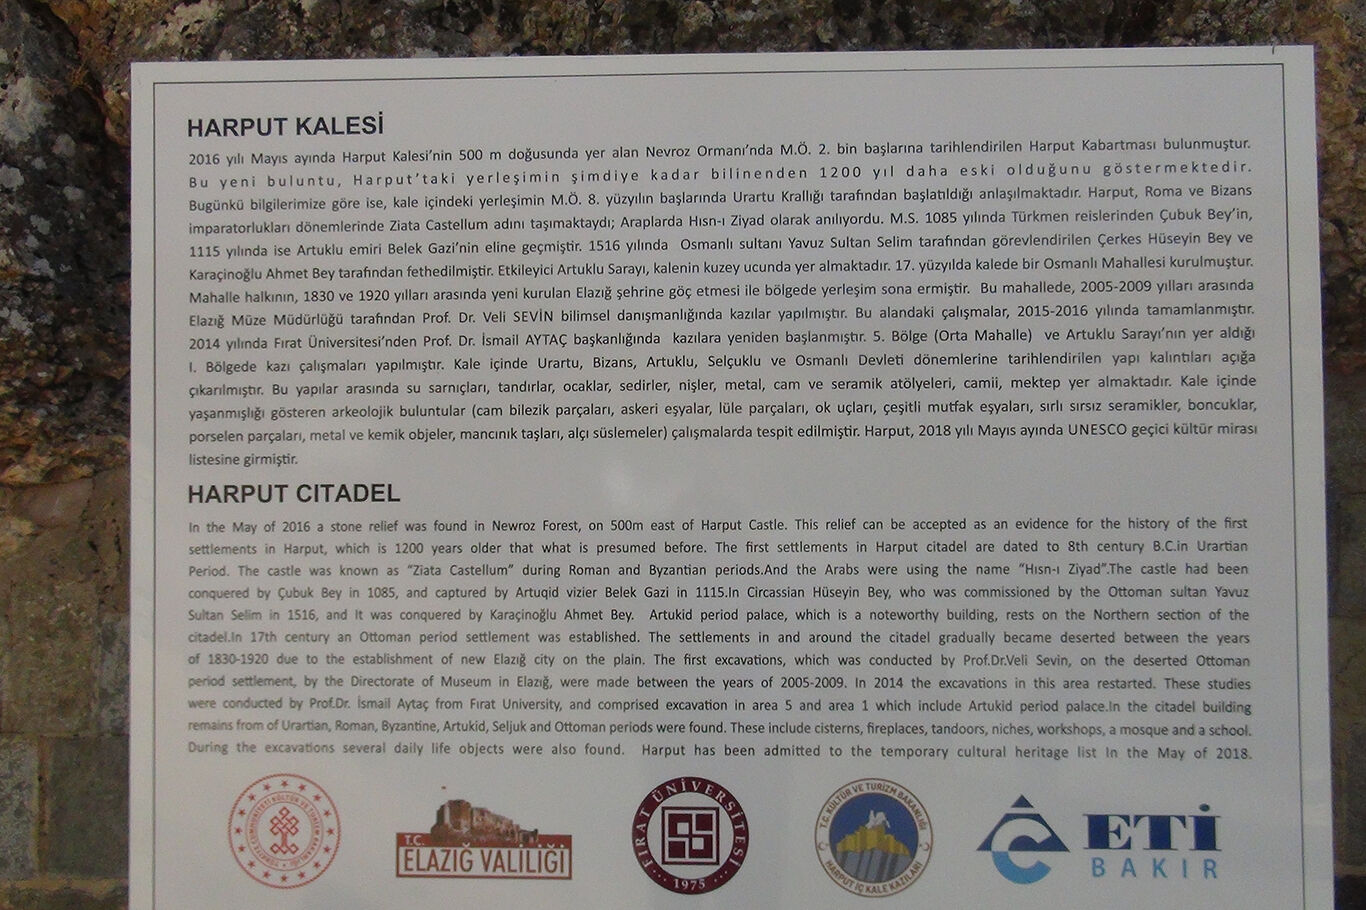 HARPUT KALESİ
2016 yılı Mayıs ayında Harput Kalesi'nin 500 m doğusunda yer alan Nevroz Ormanı'nda M.Ö. 2. bin başlarına tarihlendirilen Harput Kabartması bulunmuştur.
Bu yeni buluntu, Harput'taki yerleşimin şimdiye kadar bilinenden 1200 yıl daha eski olduğunu göstermektedir.
Bugünkü bilgilerimize göre ise, kale içindeki yerleşimin M.Ö. 8. yüzyılın başlarında Urartu Krallığı tarafından başlatıldığı anlaşılmaktadır. Harput, Roma ve Bizans
imparatorlukları dönemlerinde Ziata Castellum adını taşımaktaydı; Araplarda Hısn-ı Ziyad olarak anılıyordu. M.S. 1085 yılında Türkmen reislerinden Çubuk Bey'in,
1115 yılında ise Artuklu emiri Belek Gazi'nin eline geçmiştir. 1516 yılında Osmanlı sultanı Yavuz Sultan Selim tarafından görevlendirilen Çerkes Hüseyin Bey ve
Karaçinoğlu Ahmet Bey tarafından fethedilmiştir. Etkileyici Artuklu Sarayı, kalenin kuzey ucunda yer almaktadır. 17. yüzyılda kalede bir Osmanlı Mahallesi kurulmuştur.
Mahalle halkının, 1830 ve 1920 yılları arasında yeni kurulan Elazığ şehrine göç etmesi ile bölgede yerleşim sona ermiştir. Bu mahallede, 2005-2009 yılları arasında
Elazığ Müze Müdürlüğü tarafından Prof. Dr. Veli SEVİN bilimsel danışmanlığında kazılar yapılmıştır. Bu alandaki çalışmalar, 2015-2016 yılında tamamlanmıştır.
2014 yılında Fırat Üniversitesi'nden Prof. Dr. İsmail AYTAÇ başkanlığında kazılara yeniden başlanmıştır. 5. Bölge (Orta Mahalle) ve Artuklu Sarayı'nın yer aldığı
I. Bölgede kazı çalışmaları yapılmıştır. Kale içinde Urartu, Bizans, Artuklu, Selçuklu ve Osmanlı Devleti dönemlerine tarihlendirilen yapı kalıntıları açığa
çıkarılmıştır. Bu yapılar arasında su sarnıçları, tandırlar, ocaklar, sedirler, nişler, metal, cam ve seramik atölyeleri, camii, mektep yer almaktadır. Kale içinde
yaşanmışlığı gösteren arkeolojik buluntular (cam bilezik parçaları, askeri eşyalar, lüle parçaları, ok uçları, çeşitli mutfak eşyaları, sırlı sırsız seramikler, boncuklar,
porselen parçaları, metal ve kemik objeler, mancınık taşları, alçı süslemeler) çalışmalarda tespit edilmiştir. Harput, 2018 yılı Mayıs ayında UNESCO geçici kültür mirası
listesine girmiştir.
HARPUT CITADEL
In the May of 2016 a stone relief was found in Newroz Forest, on 500m east of Harput Castle. This relief can be accepted as an evidence for the history of the first
settlements in Harput, which is 1200 years older that what is presumed before. The first settlements in Harput citadel are dated to 8th century B.C.in Urartian
Period. The castle was known as "Ziata Castellum" during Roman and Byzantian periods.And the Arabs were using the name "Hısn-ı Ziyad".The castle had been
conquered by Çubuk Bey in 1085, and captured by Artuqid vizier Belek Gazi in 1115.In Circassian Hüseyin Bey, who was commissioned by the Ottoman sultan Yavuz
Sultan Selim in 1516, and It was conquered by Karaçinoğlu Ahmet Bey. Artukid period palace, which is a noteworthy building, rests on the Northern section of the
citadel.In 17th century an Ottoman period settlement was established. The settlements in and around the citadel gradually became deserted between the years
of 1830-1920 due to the establishment of new Elazığ city on the plain. The first excavations, which was conducted by Prof.Dr.Veli Sevin, on the deserted Ottoman
period settlement, by the Directorate of Museum in Elazığ, were made between the years of 2005-2009. In 2014 the excavations in this area restarted. These studies
were conducted by Prof.Dr. İsmail Aytaç from Fırat University, and comprised excavation in area 5 and area 1 which include Artukid period palace.In the citadel building
remains from of Urartian, Roman, Byzantine, Artukid, Seljuk and Ottoman periods were found. These include cisterns, fireplaces, tandoors, niches, workshops, a mosque and a school.
During the excavations several daily life objects were also found. Harput has been admitted to the temporary cultural heritage list In the May of 2018.
T.C.
ELAZIĞ VALİLİĞİ
FIRAT ÜNİVERSİTESİ
1975
T.C. KÜLTÜR VE TURİZM BAKANLIĞI
HARPUT İÇ KALE KAZILARI
ETİ
BAKIR